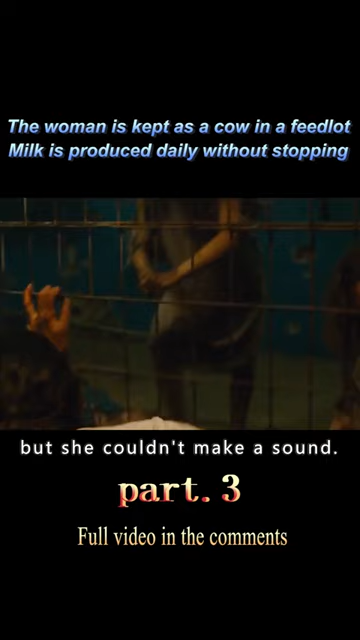 The woman is kept as a cow in a feedlot
Milk is produced daily without stopping
but she couldn't make a sound.
part. 3
Full video in the comments